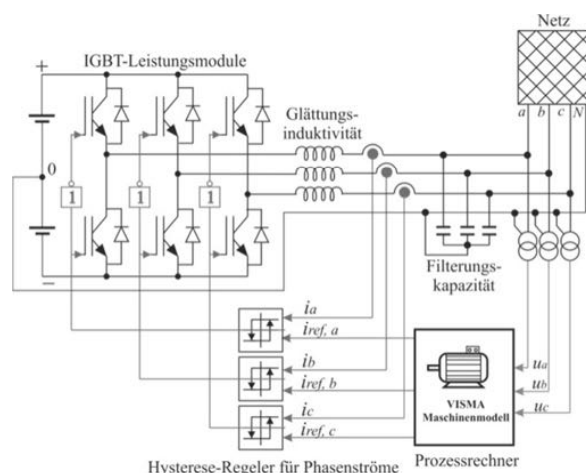 Netz
IGBT-Leistungsmodule
+
Glättungs-
induktivität
a b c N
0
1 1 1
−
Filterungs-
kapazität
ia
iref, a
ib
iref, b
ic
iref, c
ua
ub
uc
VISMA
Maschinenmodell
Hysterese-Regler für Phasenströme
Prozessrechner